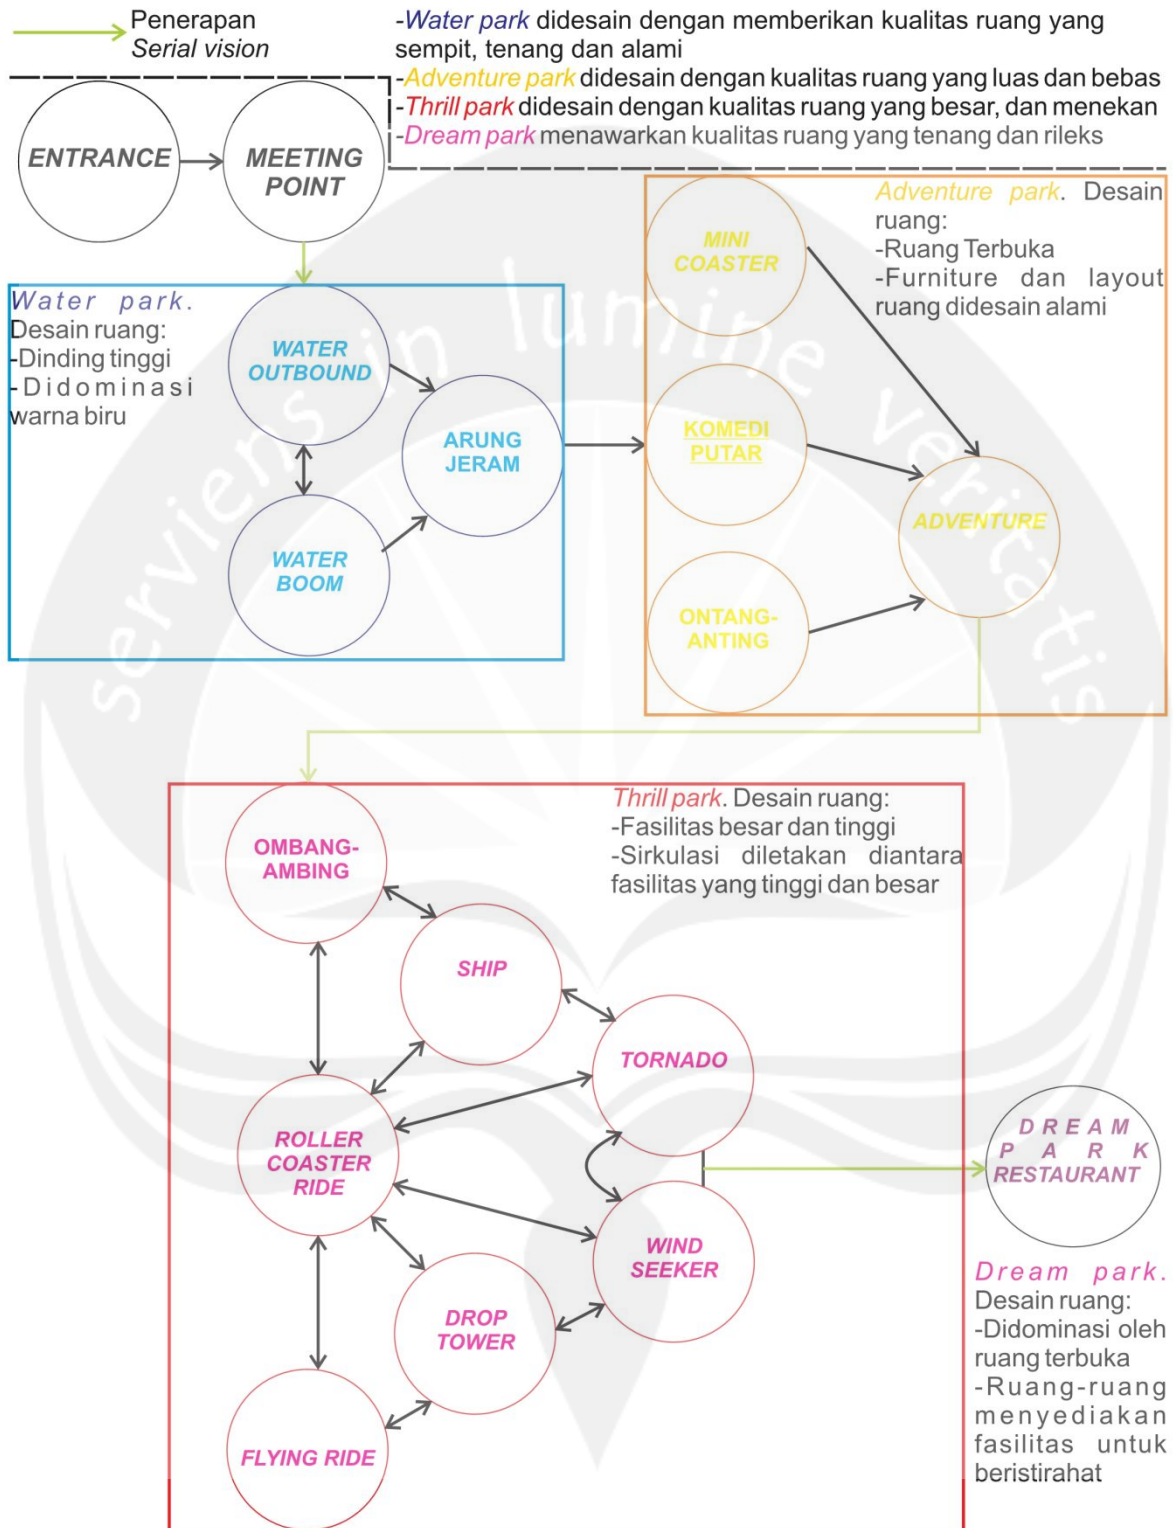 Penerapan
Serial vision
-Water park didesain dengan memberikan kualitas ruang yang
sempit, tenang dan alami
-Adventure park didesain dengan kualitas ruang yang luas dan bebas
-Thrill park didesain dengan kualitas ruang yang besar, dan menekan
-Dream park menawarkan kualitas ruang yang tenang dan rileks
ENTRANCE
MEETING
POINT
Water park.
Desain ruang:
-Dinding tinggi
-Didominasi
warna biru
WATER
OUTBOUND
ARUNG
JERAM
WATER
BOOM
MINI
COASTER
Adventure park. Desain
ruang:
-Ruang Terbuka
-Furniture dan layout
ruang didesain alami
KOMEDI
PUTAR
ADVENTURE
ONTANG-
ANTING
serviens in lumine veritatis
Thrill park. Desain ruang:
-Fasilitas besar dan tinggi
-Sirkulasi diletakan diantara
fasilitas yang tinggi dan besar
OMBANG-
AMBING
SHIP
TORNADO
ROLLER
COASTER
RIDE
WIND
SEEKER
DROP
TOWER
FLYING RIDE
DREAM
PARK
RESTAURANT
Dream park.
Desain ruang:
-Didominasi oleh
ruang terbuka
-Ruang-ruang
menyediakan
fasilitas untuk
beristirahat